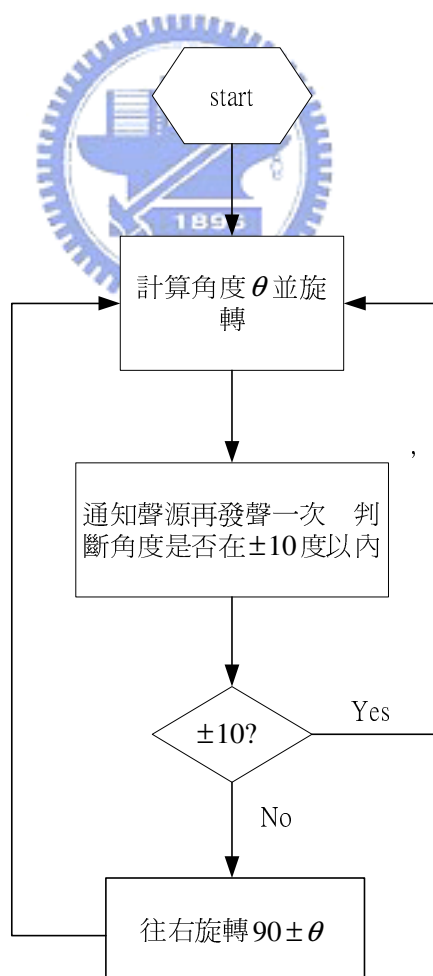 start
1896
計算角度θ並旋
轉
，
通知聲源再發聲一次 判
斷角度是否在±10度以內
±10?
Yes
No
往右旋轉90±θ